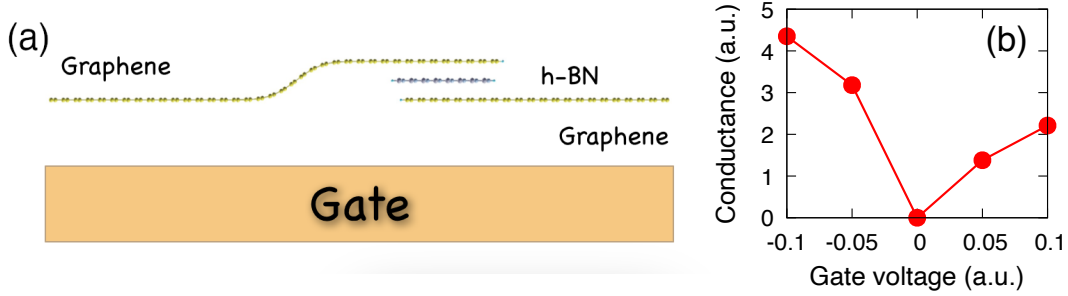 (a)
Graphene
h-BN
Graphene
Gate
(b)
Conductance (a.u.)
5
4
3
2
1
0
-0.1 -0.05 0 0.05 0.1
Gate voltage (a.u.)